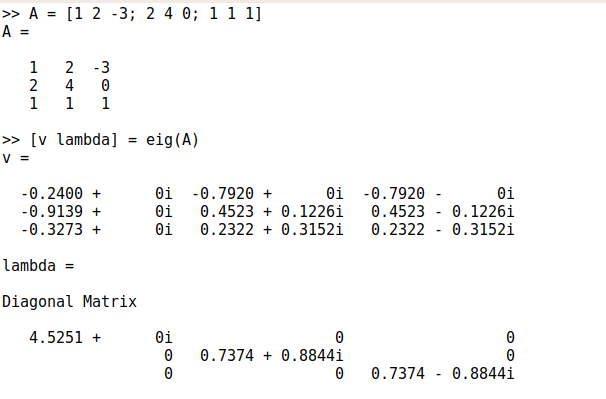 >> A = [1 2 -3; 2 4 0; 1 1 1]
A =
   1   2  -3
   2   4   0
   1   1   1
>> [v lambda] = eig(A)
v =
  -0.2400 +      0i  -0.7920 +      0i  -0.7920 -      0i
  -0.9139 +      0i   0.4523 + 0.1226i   0.4523 - 0.1226i
  -0.3273 +      0i   0.2322 + 0.3152i   0.2322 - 0.3152i
lambda =
Diagonal Matrix
   4.5251 +      0i                  0                  0
                  0   0.7374 + 0.8844i                  0
                  0                  0   0.7374 - 0.8844i